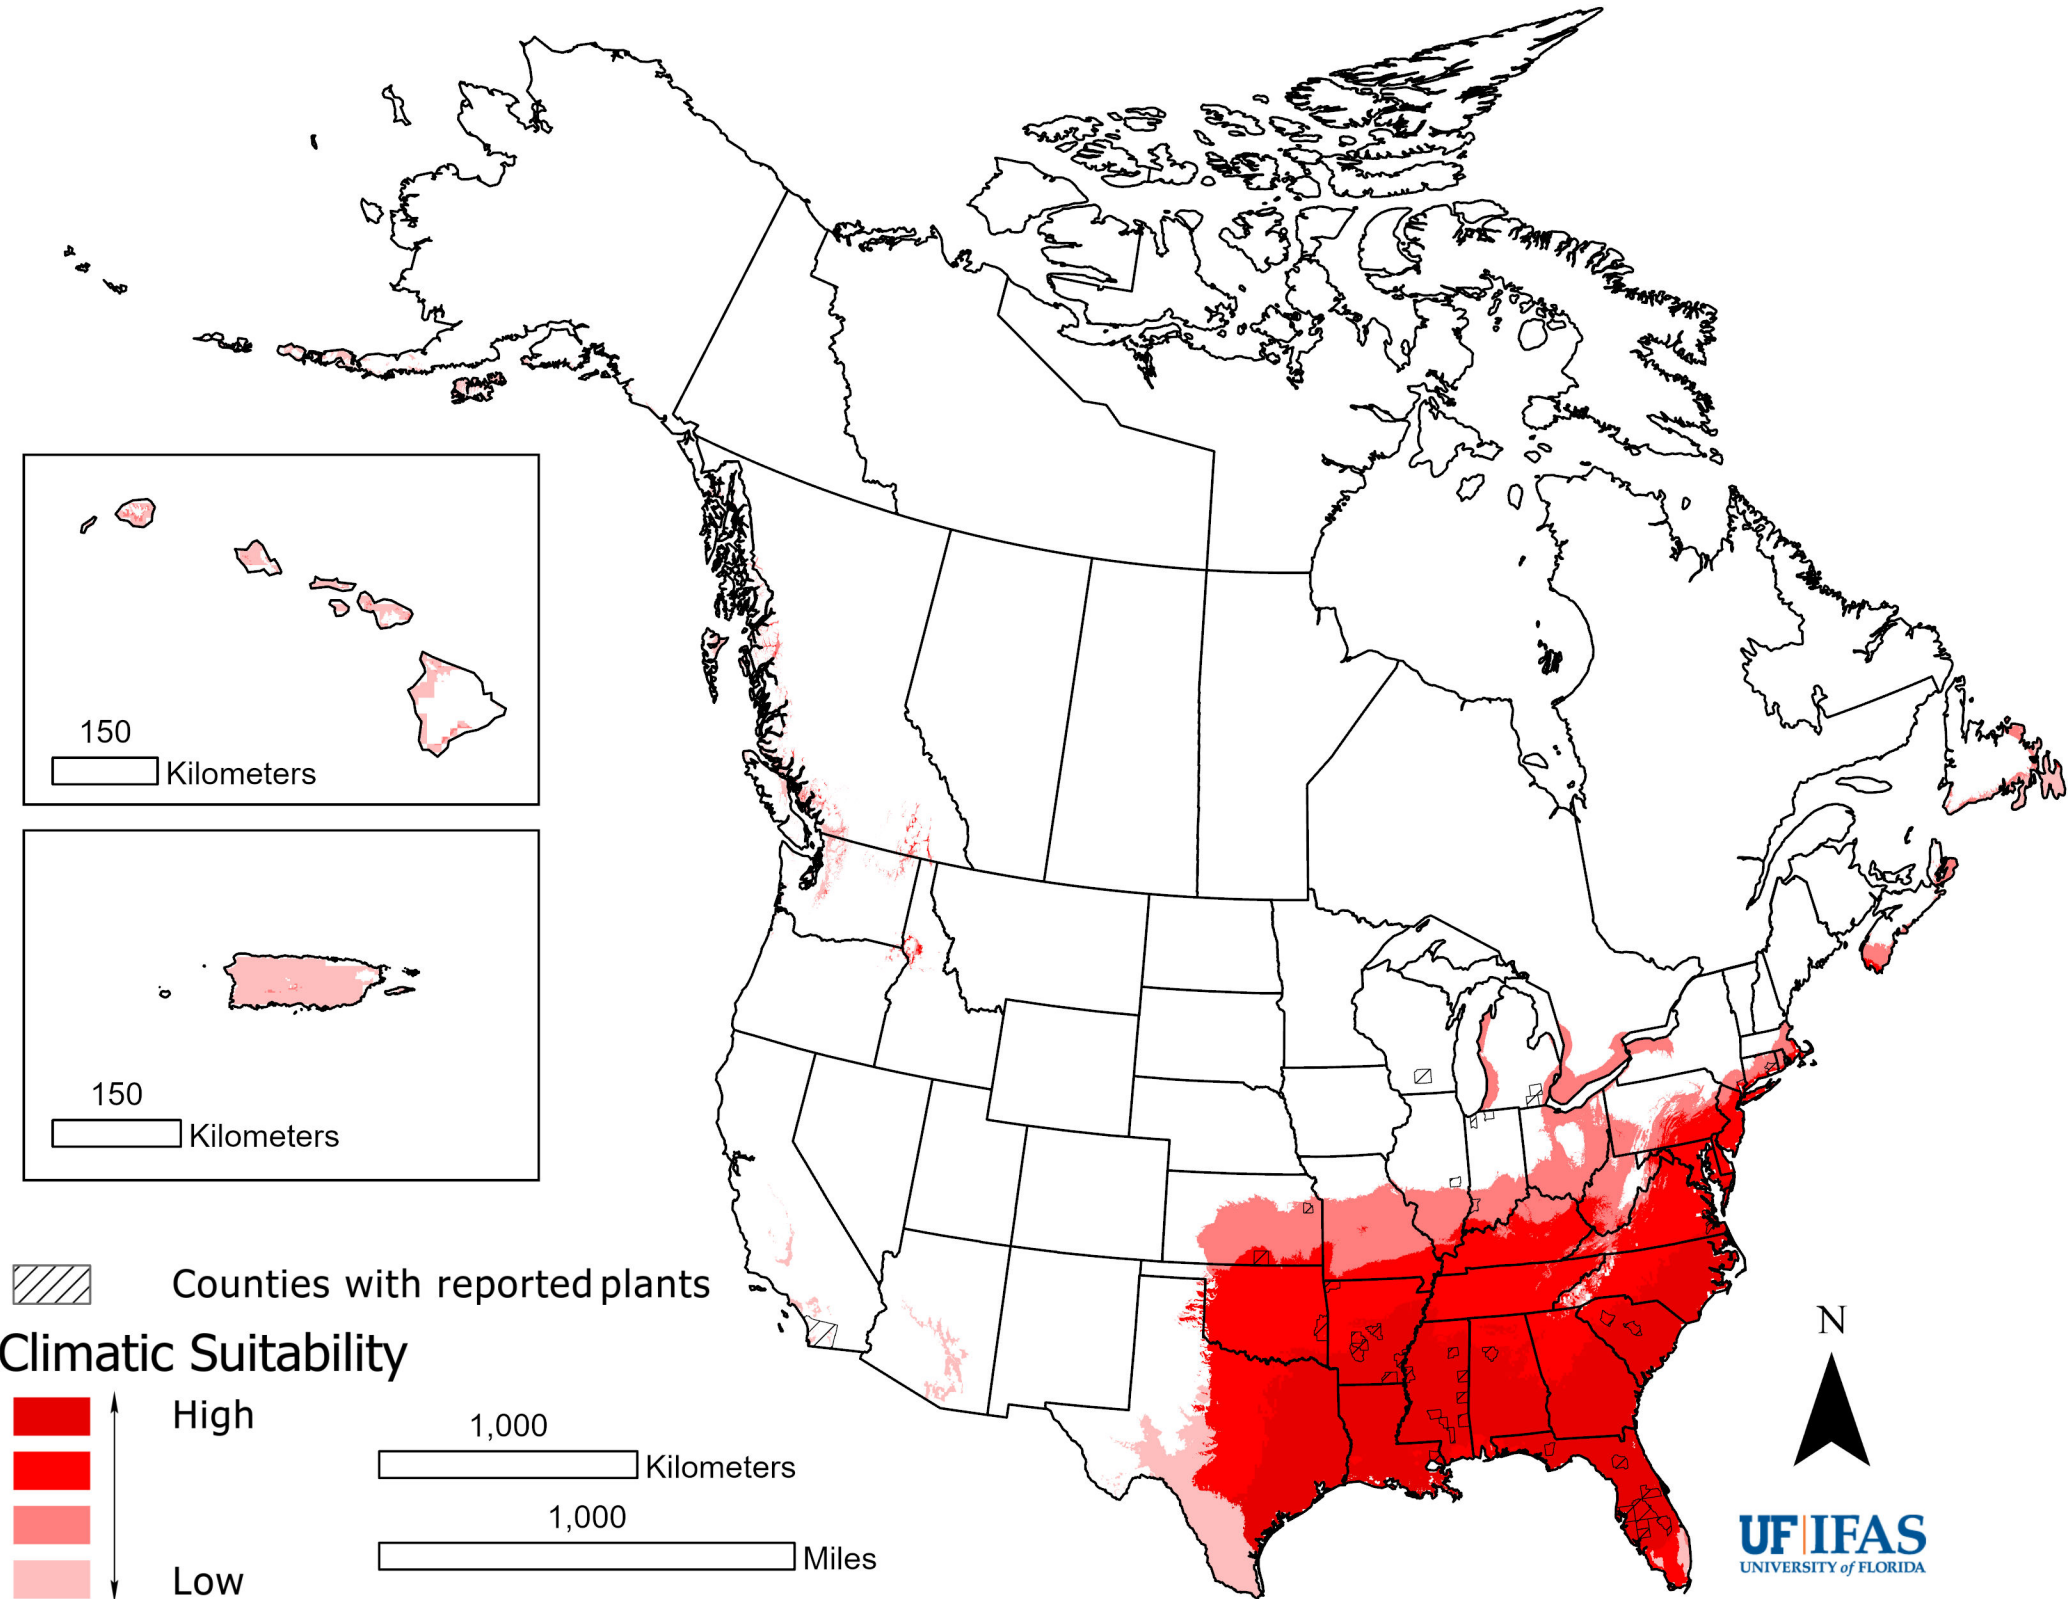 150
Kilometers
150
Kilometers
Counties with reported plants
Climatic Suitability
High
Low
1,000
Kilometers
1,000
Miles
N
UF|IFAS
UNIVERSITY of FLORIDA